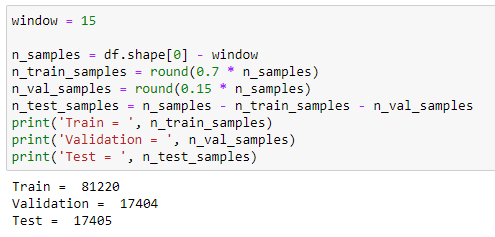 window = 15
n_samples = df.shape[0] - window
n_train_samples = round(0.7 * n_samples)
n_val_samples = round(0.15 * n_samples)
n_test_samples = n_samples - n_train_samples - n_val_samples
print('Train = ', n_train_samples)
print('Validation = ', n_val_samples)
print('Test = ', n_test_samples)
Train =  81220
Validation =  17404
Test =  17405